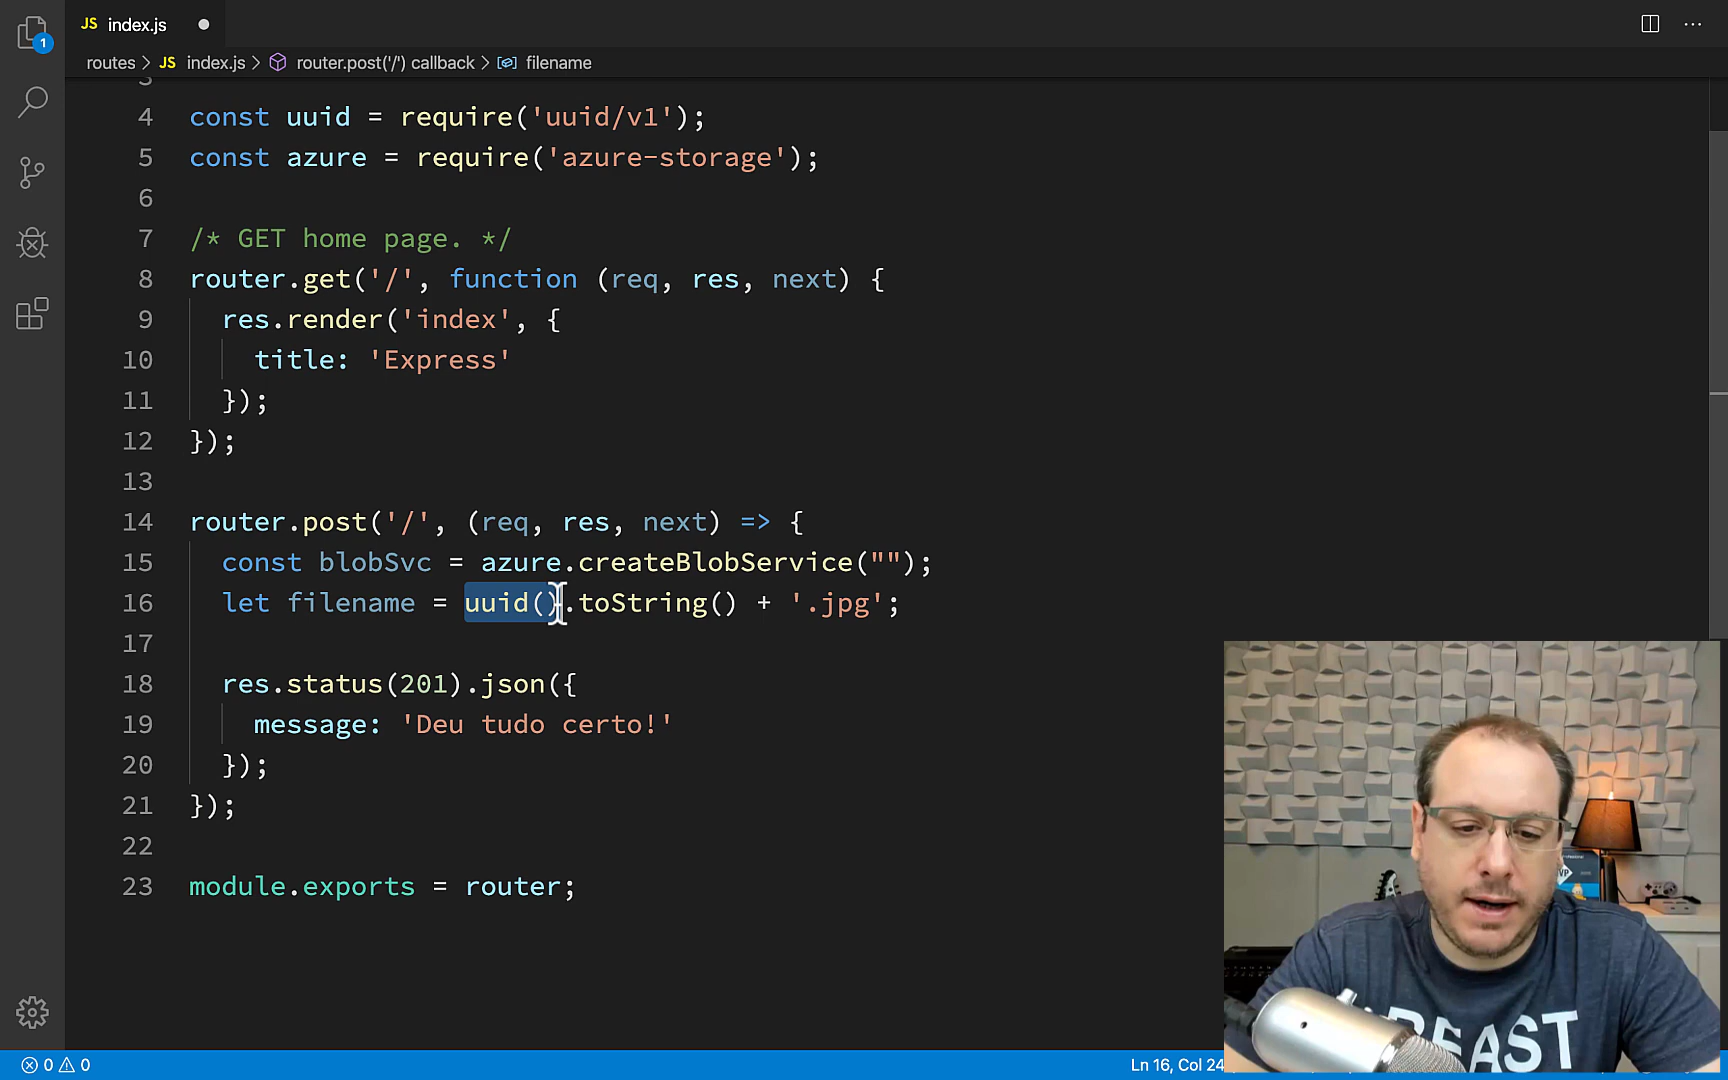 JS index.js
1
routes > JS index.js > router.post('/') callback > filename
3
4 const uuid = require('uuid/v1');
5 const azure = require('azure-storage');
6
7 /* GET home page. */
8 router.get('/', function (req, res, next) {
9 res.render('index', {
10 title: 'Express'
11 });
12 });
13
14 router.post('/', (req, res, next) => {
15 const blobSvc = azure.createBlobService("");
16 let filename = uuid().toString() + '.jpg';
17
18 res.status(201).json({
19 message: 'Deu tudo certo!'
20 });
21 });
22
23 module.exports = router;
EAST
0 0
Ln 16, Col 24